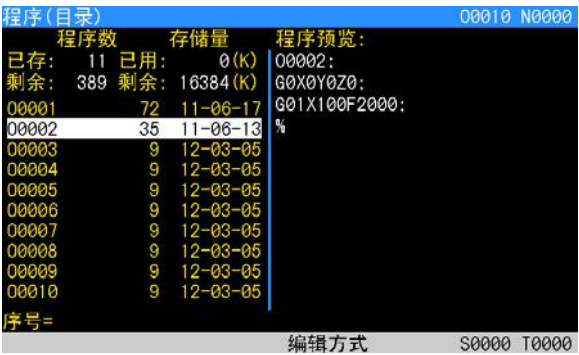 程序(目录) O0010 N0000
程序数 存储量 程序预览:
已存: 11 已用: 0(K) O0002;
剩余: 389 剩余: 16384(K) G0X0Y0Z0;
O0001 72 11-06-17 G01X100F2000;
O0002 35 11-06-13 %
O0003 9 12-03-05
O0004 9 12-03-05
O0005 9 12-03-05
O0006 9 12-03-05
O0007 9 12-03-05
O0008 9 12-03-05
O0009 9 12-03-05
O0010 9 12-03-05
序号=
编辑方式 S0000 T0000